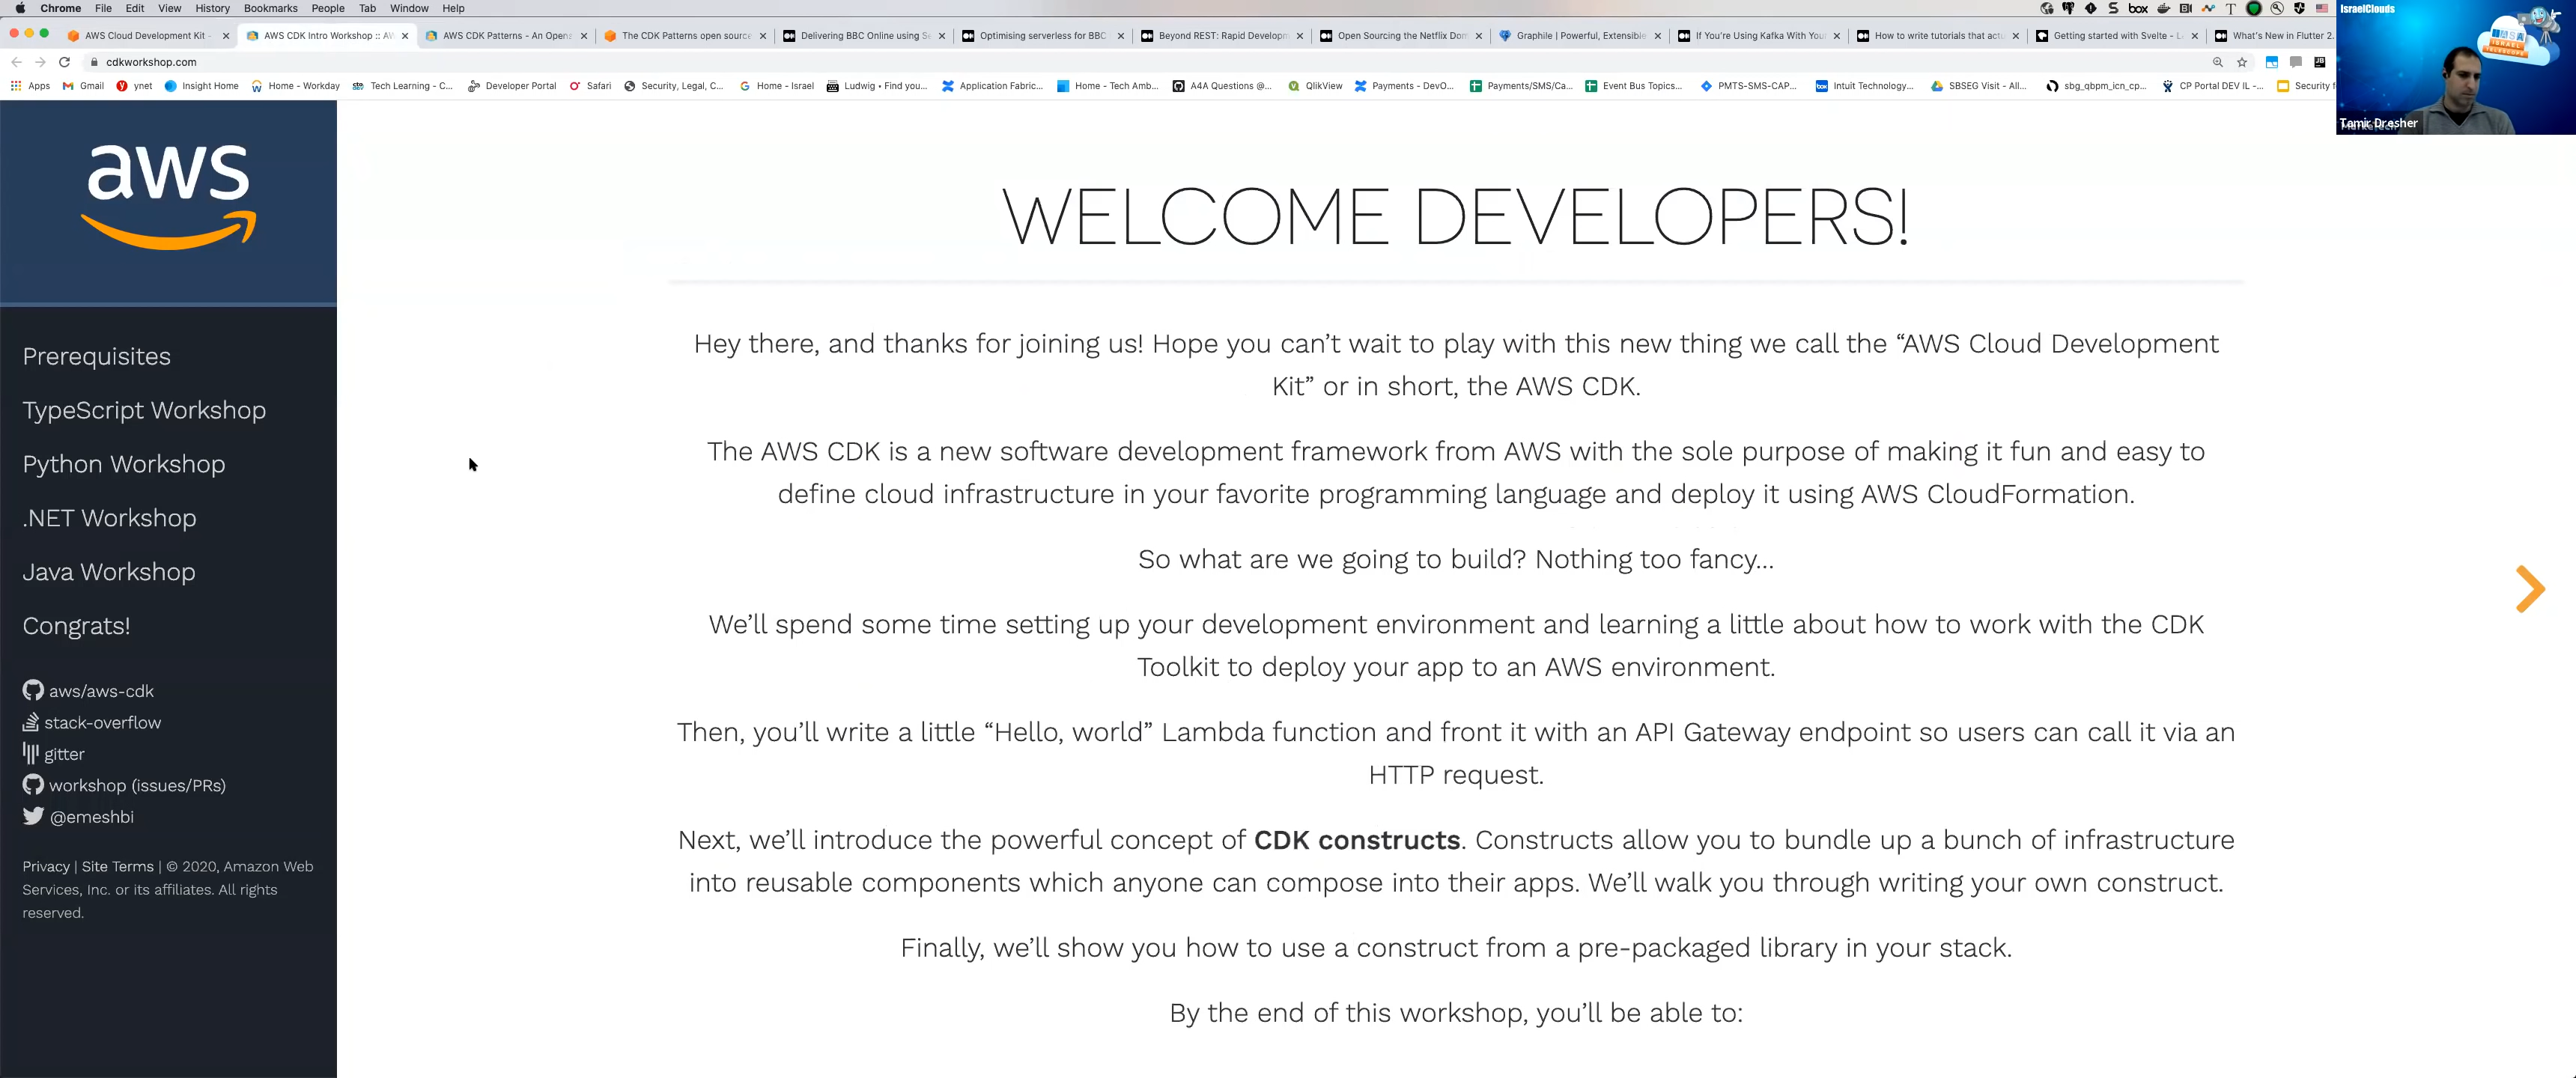 Chrome File Edit View History Bookmarks People Tab Window Help
AWS Cloud Development Kit -
AWS CDK Intro Workshop :: AW
AWS CDK Patterns - An Opens
The CDK Patterns open source
Delivering BBC Online using Se
Optimising serverless for BBC
Beyond REST: Rapid Developm
Open Sourcing the Netflix Dom
Graphile | Powerful, Extensible
If You're Using Kafka With You
How to write tutorials that actu
Getting started with Svelte - L
What's New in Flutter 2.
cdkworkshop.com
Apps Gmail ynet Insight Home Home - Workday Tech Learning - C... Developer Portal Safari Security, Legal, C... Home - Israel Ludwig • Find you... Application Fabric... Home - Tech Amb... A4A Questions @... QlikView Payments - DevO... Payments/SMS/Ca... Event Bus Topics... PMTS-SMS-CAP... Intuit Technology... SBSEG Visit - All... sbg_qbpm_icn_cp... CP Portal DEV IL -... Security
IsraelClouds
Tamir Dresher
aws
Prerequisites
TypeScript Workshop
Python Workshop
.NET Workshop
Java Workshop
Congrats!
aws/aws-cdk
stack-overflow
gitter
workshop (issues/PRs)
@emeshbi
Privacy | Site Terms | © 2020, Amazon Web
Services, Inc. or its affiliates. All rights
reserved.
WELCOME DEVELOPERS!
Hey there, and thanks for joining us! Hope you can’t wait to play with this new thing we call the “AWS Cloud Development
Kit” or in short, the AWS CDK.
The AWS CDK is a new software development framework from AWS with the sole purpose of making it fun and easy to
define cloud infrastructure in your favorite programming language and deploy it using AWS CloudFormation.
So what are we going to build? Nothing too fancy…
We’ll spend some time setting up your development environment and learning a little about how to work with the CDK
Toolkit to deploy your app to an AWS environment.
Then, you’ll write a little “Hello, world” Lambda function and front it with an API Gateway endpoint so users can call it via an
HTTP request.
Next, we’ll introduce the powerful concept of CDK constructs. Constructs allow you to bundle up a bunch of infrastructure
into reusable components which anyone can compose into their apps. We’ll walk you through writing your own construct.
Finally, we’ll show you how to use a construct from a pre-packaged library in your stack.
By the end of this workshop, you’ll be able to: